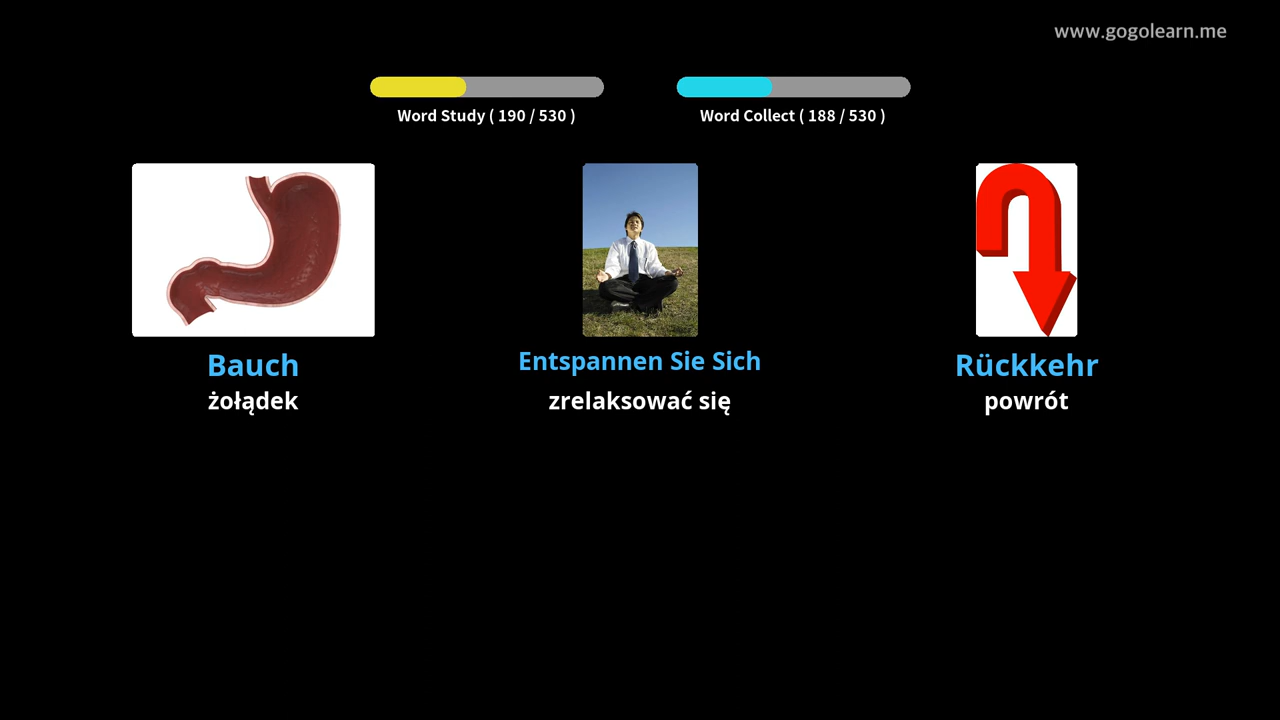 www.gogolearn.me
Word Study ( 190 / 530 )
Word Collect ( 188 / 530 )
Bauch
Entspannen Sie Sich
Rückkehr
żołądek
zrelaksować się
powrót